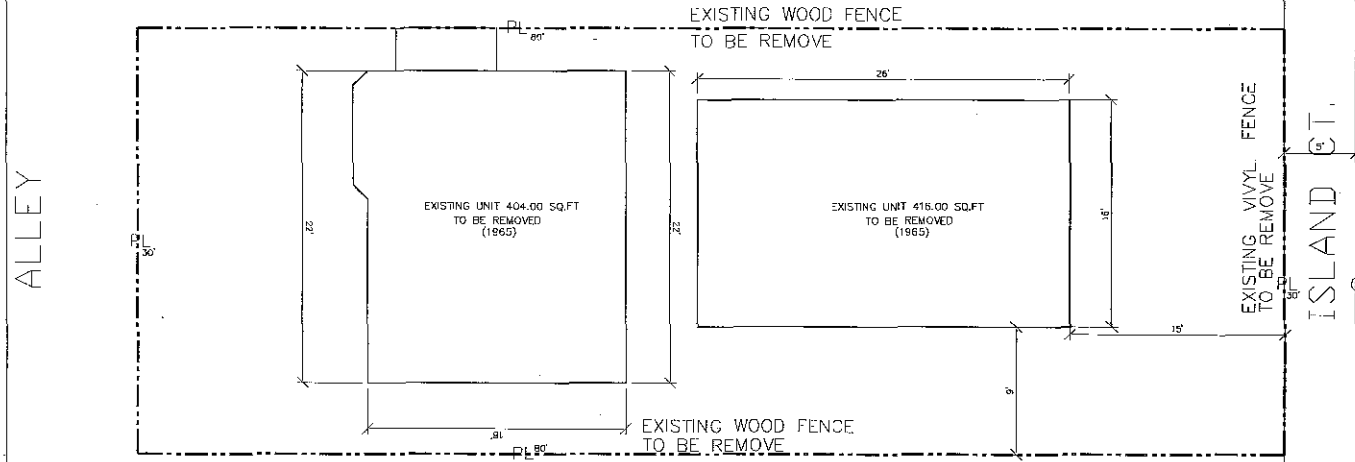 EXISTING WOOD FENCE
TO BE REMOVE
PL 80'
ALLEY
PL 30'
22'
EXISTING UNIT 404.00 SQ.FT
TO BE REMOVED
(1965)
22'
18'
26'
EXISTING UNIT 416.00 SQ.FT
TO BE REMOVED
(1965)
16'
15'
9'
EXISTING VIVYL FENCE
TO BE REMOVE
PL 30'
5'
ISLAND CT.
EXISTING WOOD FENCE
TO BE REMOVE
PL 80'